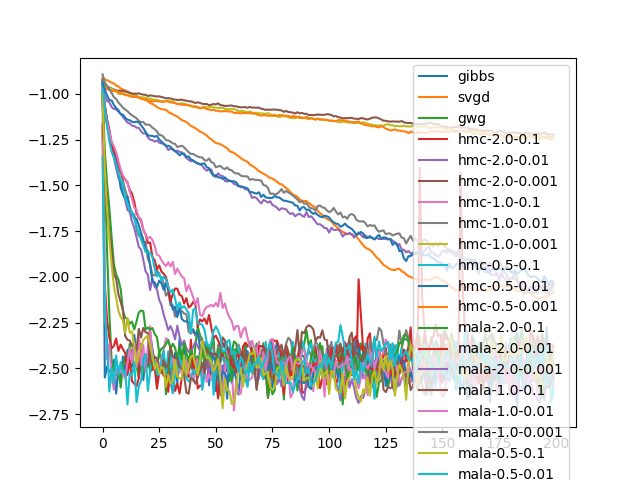 −1.00
−1.25
−1.50
−1.75
−2.00
−2.25
−2.50
−2.75
0
25
50
75
100
125
150
175
200
gibbs
svgd
gwg
hmc-2.0-0.1
hmc-2.0-0.01
hmc-2.0-0.001
hmc-1.0-0.1
hmc-1.0-0.01
hmc-1.0-0.001
hmc-0.5-0.1
hmc-0.5-0.01
hmc-0.5-0.001
mala-2.0-0.1
mala-2.0-0.01
mala-2.0-0.001
mala-1.0-0.1
mala-1.0-0.01
mala-1.0-0.001
mala-0.5-0.1
mala-0.5-0.01